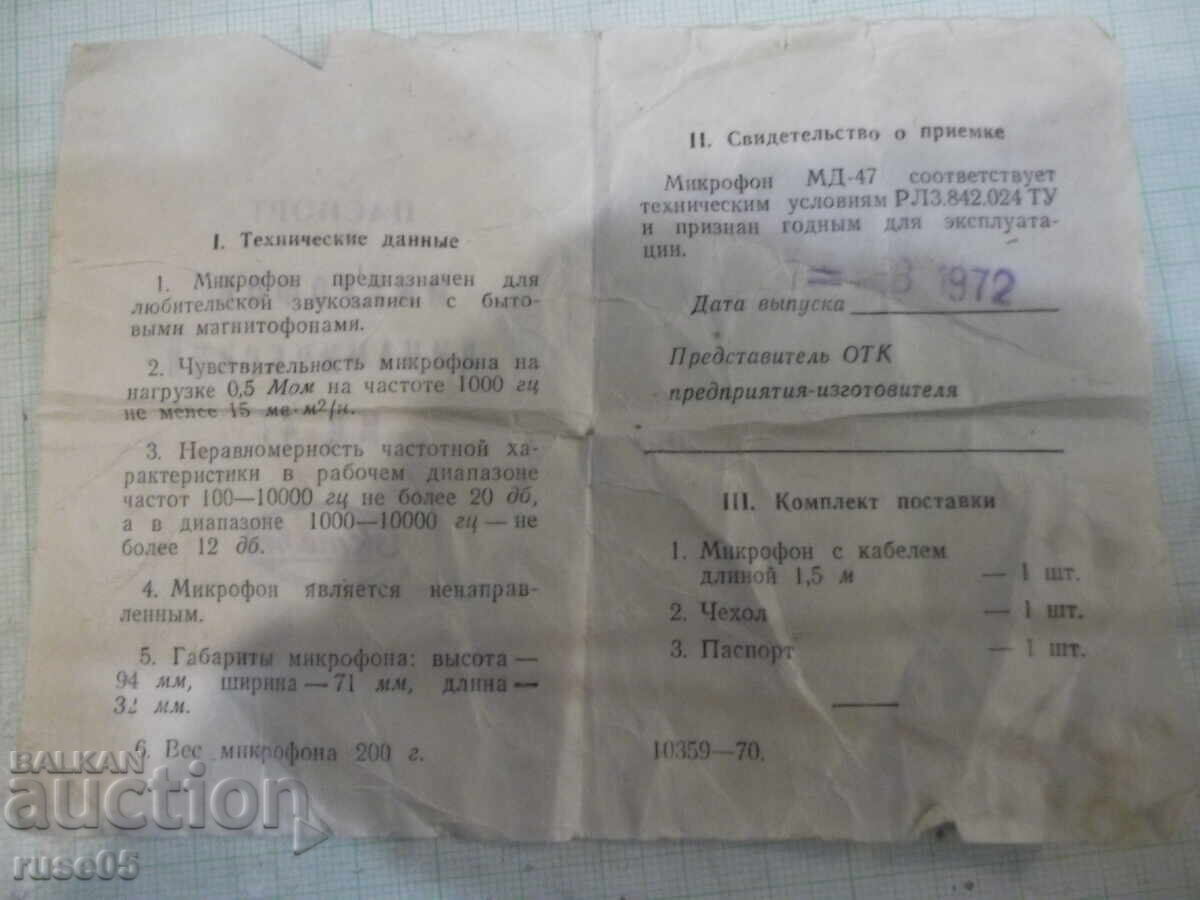 I. Технические данные
1. Микрофон предназначен для
любительской звукозаписи с быто-
выми магнитофонами.
2. Чувствительность микрофона на
нагрузке 0,5 Мом на частоте 1000 гц
не менее 15 мв·м²/н.
3. Неравномерность частотной ха-
рактеристики в рабочем диапазоне
частот 100—10000 гц не более 20 дб,
а в диапазоне 1000—10000 гц — не
более 12 дб.
4. Микрофон является ненаправ-
ленным.
5. Габариты микрофона: высота —
94 мм, ширина — 71 мм, длина —
32 мм.
6. Вес микрофона 200 г.
II. Свидетельство о приемке
Микрофон МД-47 соответствует
техническим условиям РЛ3.842.024 ТУ
и признан годным для эксплуата-
ции.
1972
Дата выпуска
Представитель ОТК
предприятия-изготовителя
III. Комплект поставки
1. Микрофон с кабелем
длиной 1,5 м — 1 шт.
2. Чехол — 1 шт.
3. Паспорт — 1 шт.
10359—70.
BALKAN
auction
ruse05